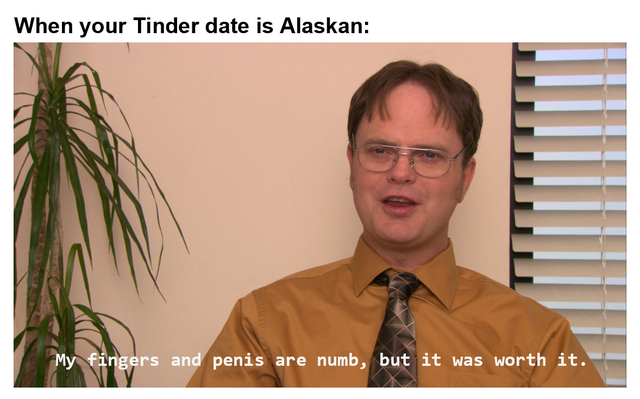 When your Tinder date is Alaskan:
My fingers and penis are numb, but it was worth it.